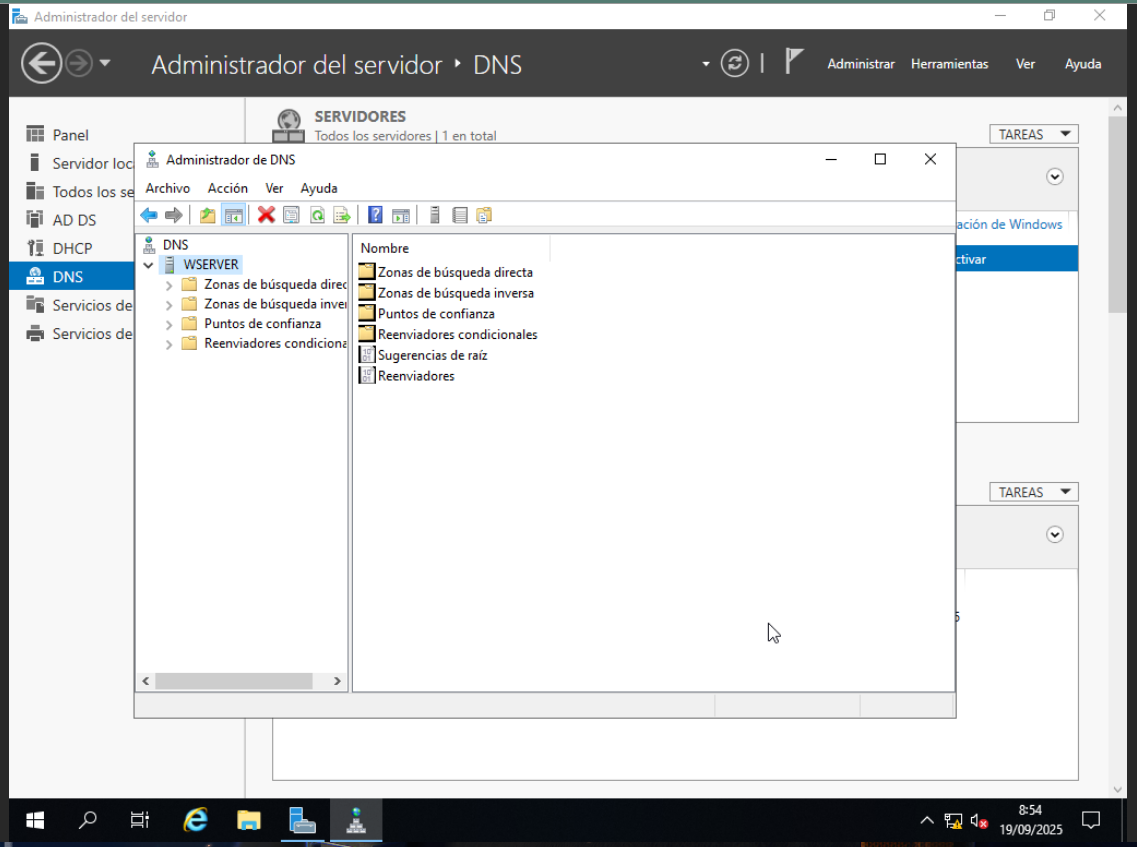 Administrador del servidor
Administrador del servidor • DNS
Administrar Herramientas Ver Ayuda
Panel
Servidor loc
Todos los se
AD DS
DHCP
DNS
Servicios de
Servicios de
SERVIDORES
Todos los servidores | 1 en total
TAREAS
ación de Windows
ctivar
TAREAS
Administrador de DNS
Archivo Acción Ver Ayuda
DNS
WSERVER
Zonas de búsqueda direc
Zonas de búsqueda inver
Puntos de confianza
Reenviadores condiciona
Nombre
Zonas de búsqueda directa
Zonas de búsqueda inversa
Puntos de confianza
Reenviadores condicionales
Sugerencias de raíz
Reenviadores
8:54
19/09/2025